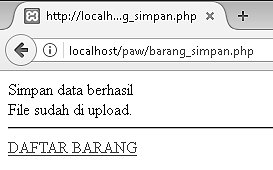 http://localh...g_simpan.php
localhost/paw/barang_simpan.php
Simpan data berhasil
File sudah di upload.
DAFTAR BARANG